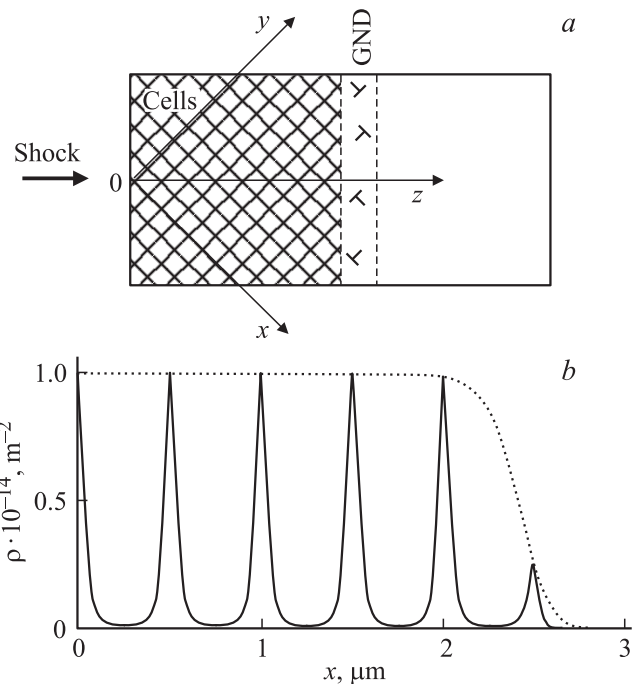 y
GND
a
Cells
Shock
0
z
x
b
1.0
0.5
0
ρ · 10⁻¹⁴, m⁻²
0 1 2 3
x, μm